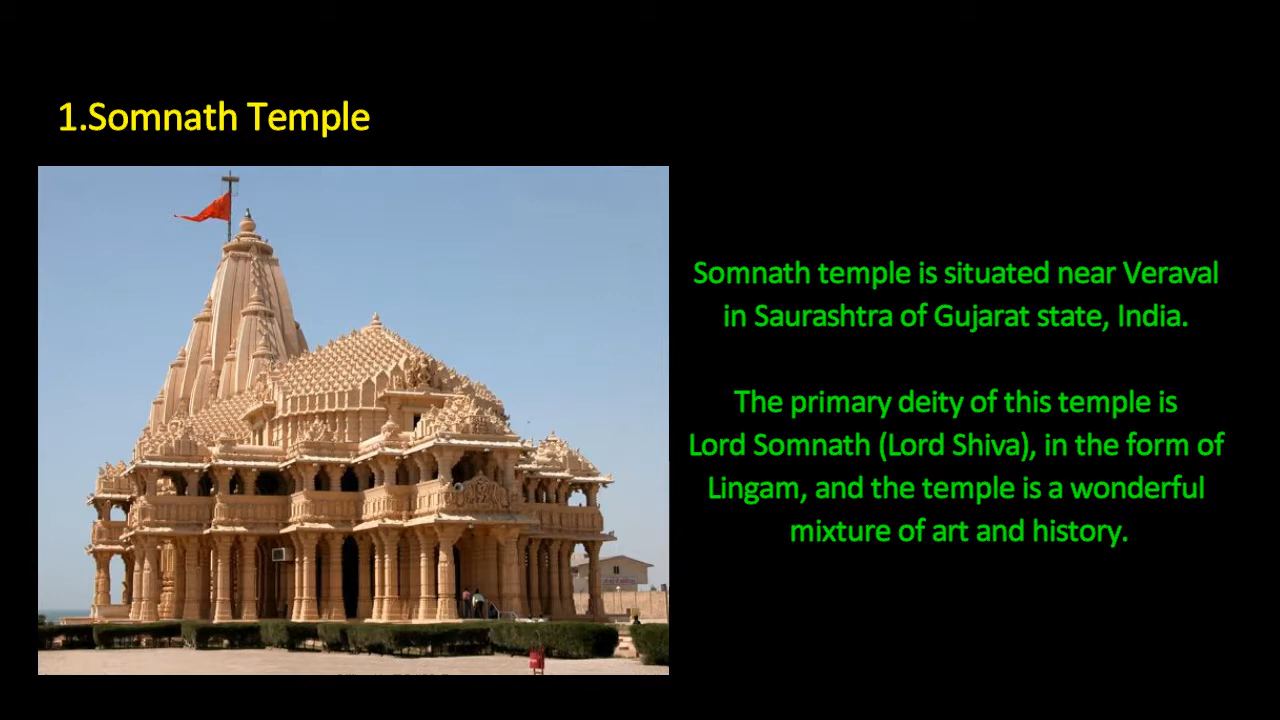 1.Somnath Temple
Somnath temple is situated near Veraval
in Saurashtra of Gujarat state, India.
The primary deity of this temple is
Lord Somnath (Lord Shiva), in the form of
Lingam, and the temple is a wonderful
mixture of art and history.